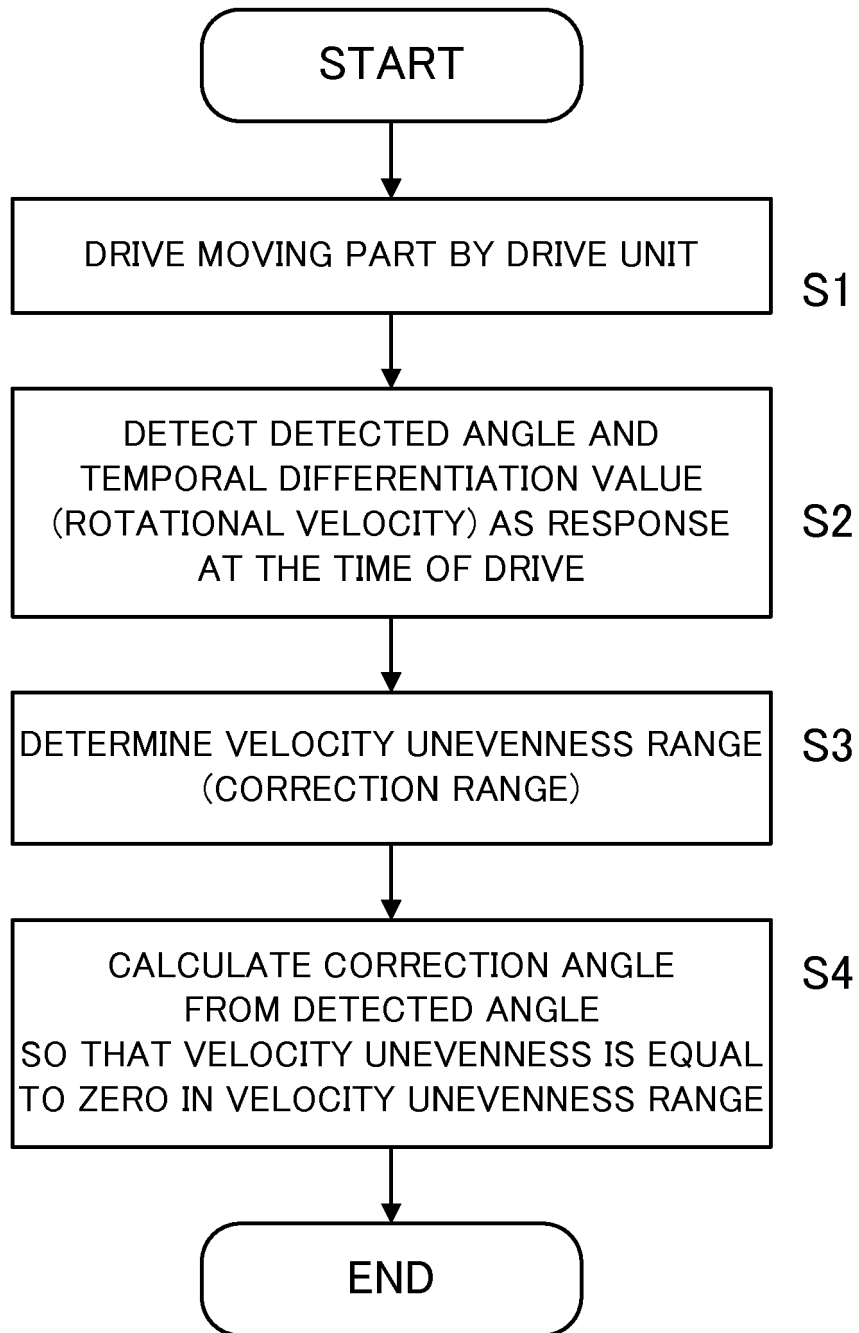 START
DRIVE MOVING PART BY DRIVE UNIT
S1
DETECT DETECTED ANGLE AND
TEMPORAL DIFFERENTIATION VALUE
(ROTATIONAL VELOCITY) AS RESPONSE
AT THE TIME OF DRIVE
S2
DETERMINE VELOCITY UNEVENNESS RANGE
(CORRECTION RANGE)
S3
CALCULATE CORRECTION ANGLE
FROM DETECTED ANGLE
SO THAT VELOCITY UNEVENNESS IS EQUAL
TO ZERO IN VELOCITY UNEVENNESS RANGE
S4
END